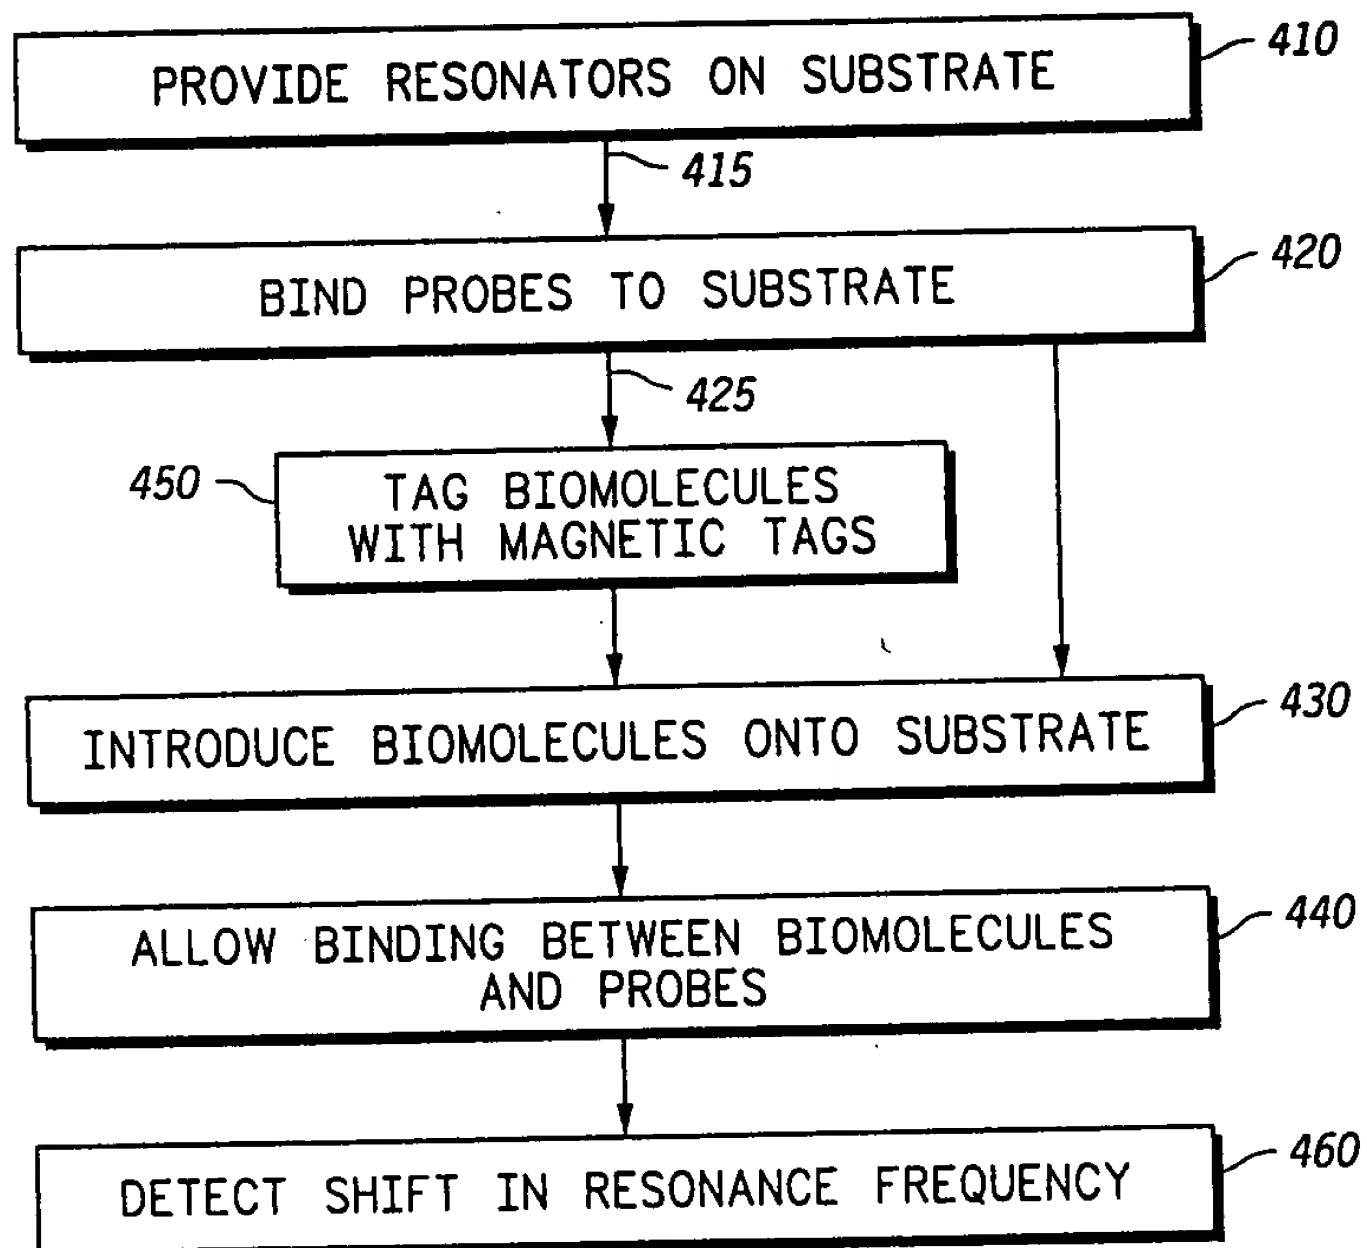 PROVIDE RESONATORS ON SUBSTRATE
410
415
BIND PROBES TO SUBSTRATE
420
425
450
TAG BIOMOLECULES
WITH MAGNETIC TAGS
INTRODUCE BIOMOLECULES ONTO SUBSTRATE
430
ALLOW BINDING BETWEEN BIOMOLECULES
AND PROBES
440
DETECT SHIFT IN RESONANCE FREQUENCY
460